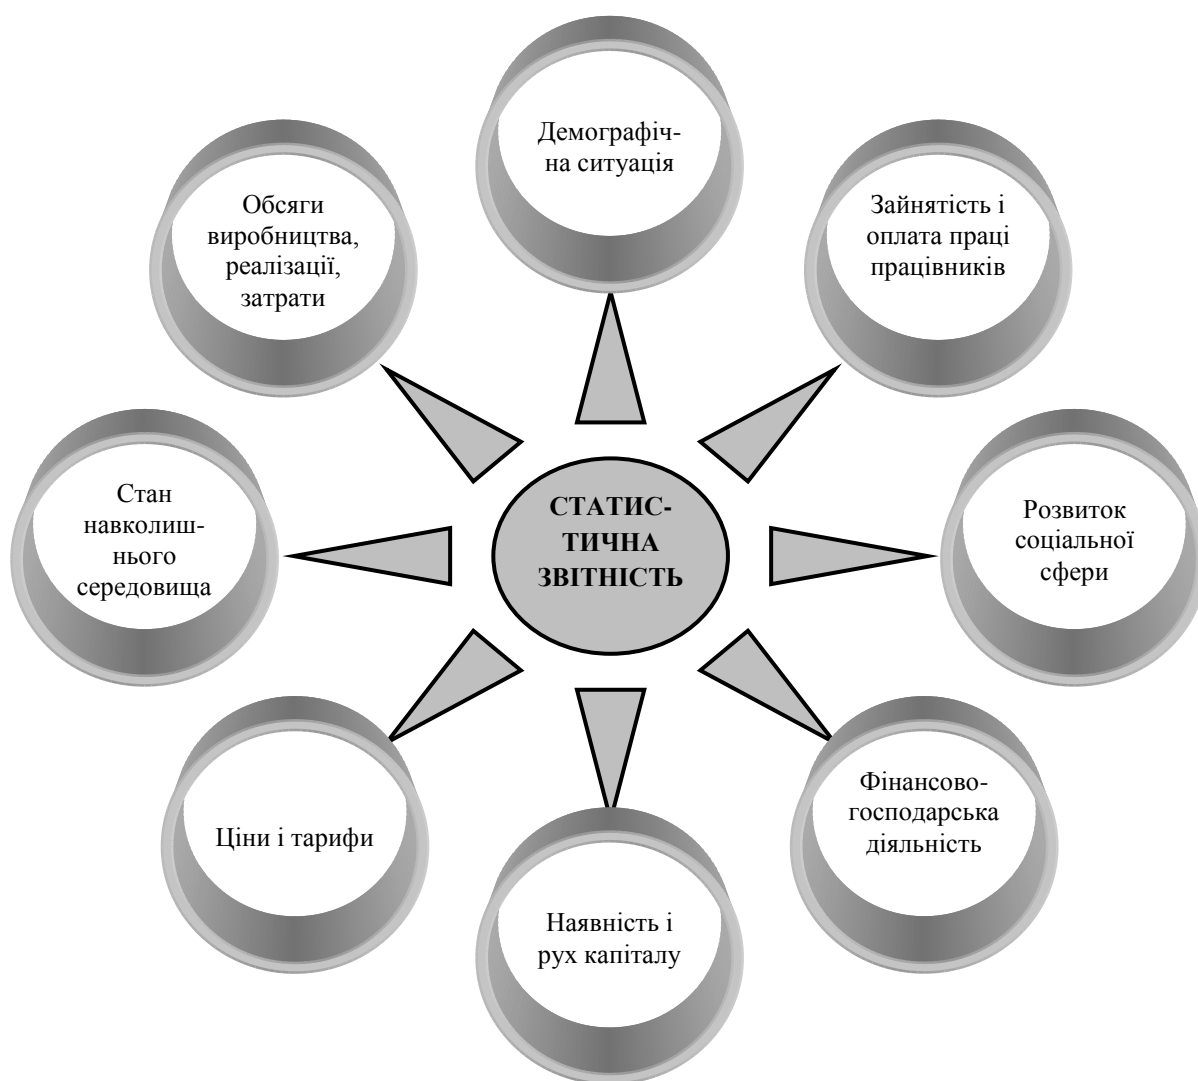 Демографіч-
на ситуація
Обсяги
виробництва,
реалізації,
затрати
Зайнятість і
оплата праці
працівників
Стан
навколиш-
нього
середовища
СТАТИС-
ТИЧНА
ЗВІТНІСТЬ
Розвиток
соціальної
сфери
Ціни і тарифи
Фінансово-
господарська
діяльність
Наявність і
рух капіталу